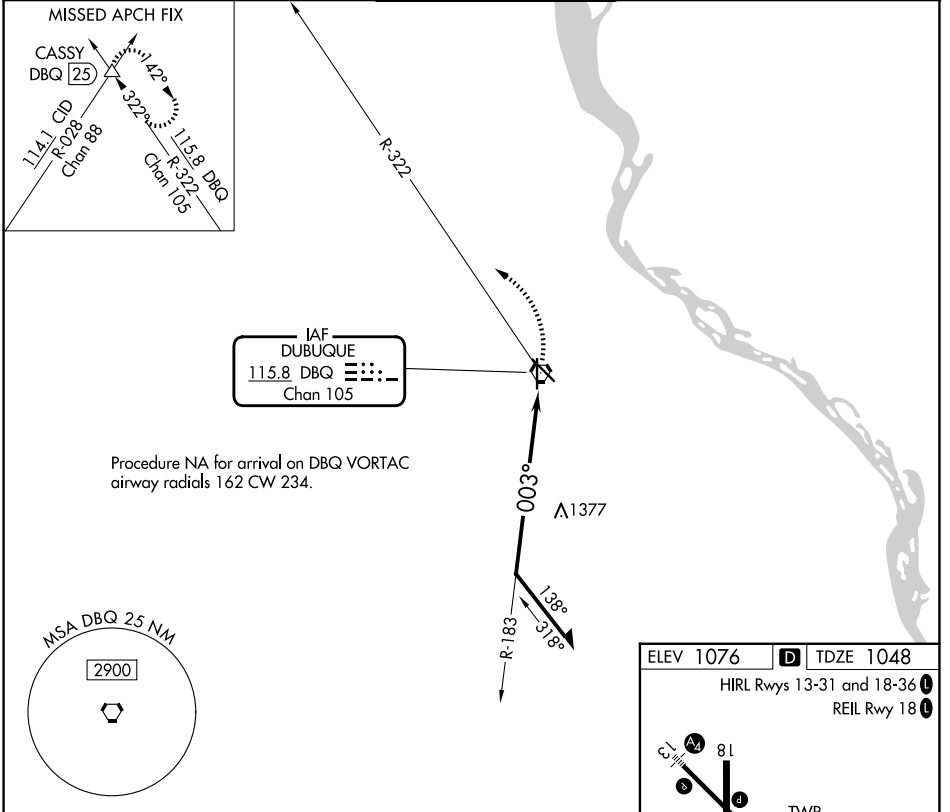 MISSED APCH FIX
CASSY
DBQ 25
142°
322°
114.1 CID
R-028
Chan 88
115.8 DBQ
R-322
Chan 105
R-322
IAF
DUBUQUE
115.8 DBQ
Chan 105
Procedure NA for arrival on DBQ VORTAC
airway radials 162 CW 234.
003°
1377
138°
318°
R-183
MSA DBQ 25 NM
2900
ELEV 1076 D TDZE 1048
HIRL Rwys 13-31 and 18-36 L
REIL Rwy 18 L
13
A4
18
P
P
TWR